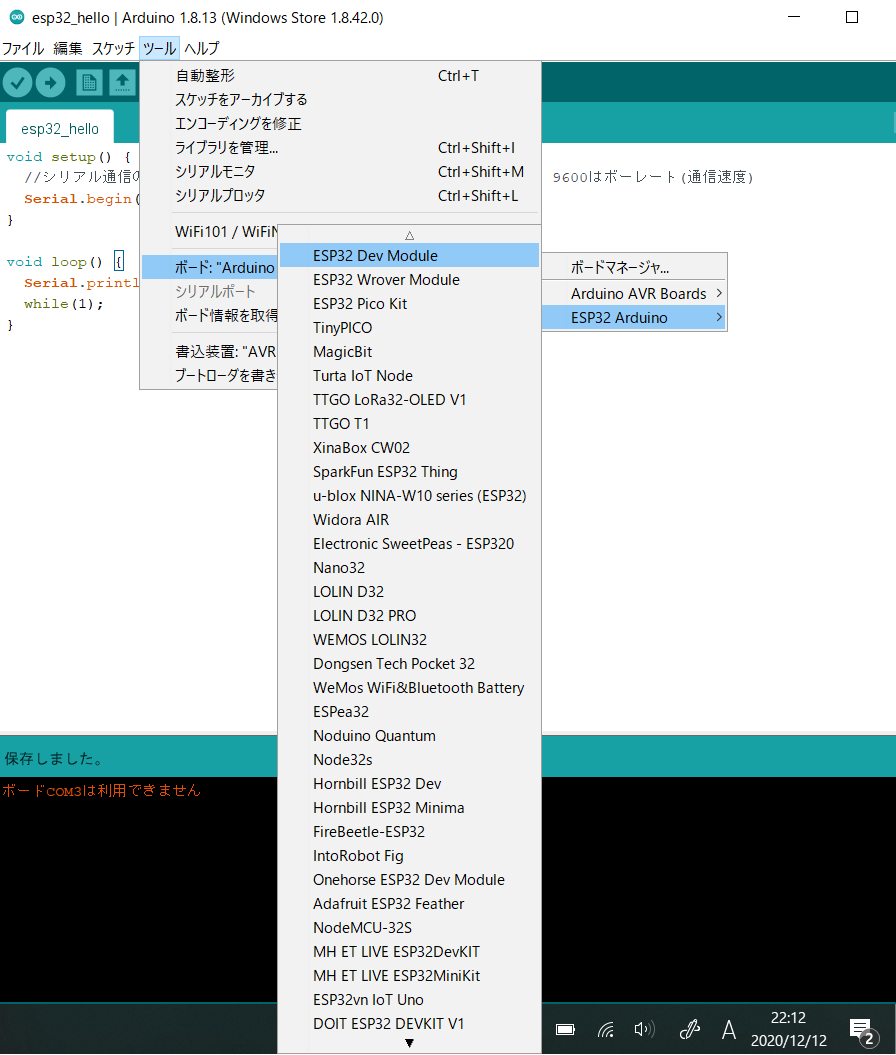 esp32_hello | Arduino 1.8.13 (Windows Store 1.8.42.0)
ファイル 編集 スケッチ ツール ヘルプ
esp32_hello
自動整形 Ctrl+T
スケッチをアーカイブする
エンコーディングを修正
ライブラリを管理... Ctrl+Shift+I
シリアルモニタ Ctrl+Shift+M
シリアルプロッタ Ctrl+Shift+L
WiFi101 / WiFiN
ボード: "Arduino
シリアルポート
ボード情報を取得
書込装置: "AVR
ブートローダを書き
void setup() {
//シリアル通信の 9600はボーレート(通信速度)
Serial.begin(
}
void loop() {
Serial.printl
while(1);
}
ボードマネージャ...
Arduino AVR Boards
ESP32 Arduino
ESP32 Dev Module
ESP32 Wrover Module
ESP32 Pico Kit
TinyPICO
MagicBit
Turta IoT Node
TTGO LoRa32-OLED V1
TTGO T1
XinaBox CW02
SparkFun ESP32 Thing
u-blox NINA-W10 series (ESP32)
Widora AIR
Electronic SweetPeas - ESP320
Nano32
LOLIN D32
LOLIN D32 PRO
WEMOS LOLIN32
Dongsen Tech Pocket 32
WeMos WiFi&Bluetooth Battery
ESPea32
Noduino Quantum
Node32s
Hornbill ESP32 Dev
Hornbill ESP32 Minima
FireBeetle-ESP32
IntoRobot Fig
Onehorse ESP32 Dev Module
Adafruit ESP32 Feather
NodeMCU-32S
MH ET LIVE ESP32DevKIT
MH ET LIVE ESP32MiniKit
ESP32vn IoT Uno
DOIT ESP32 DEVKIT V1
保存しました。
ボードCOM3は利用できません
A
22:12
2020/12/12
2